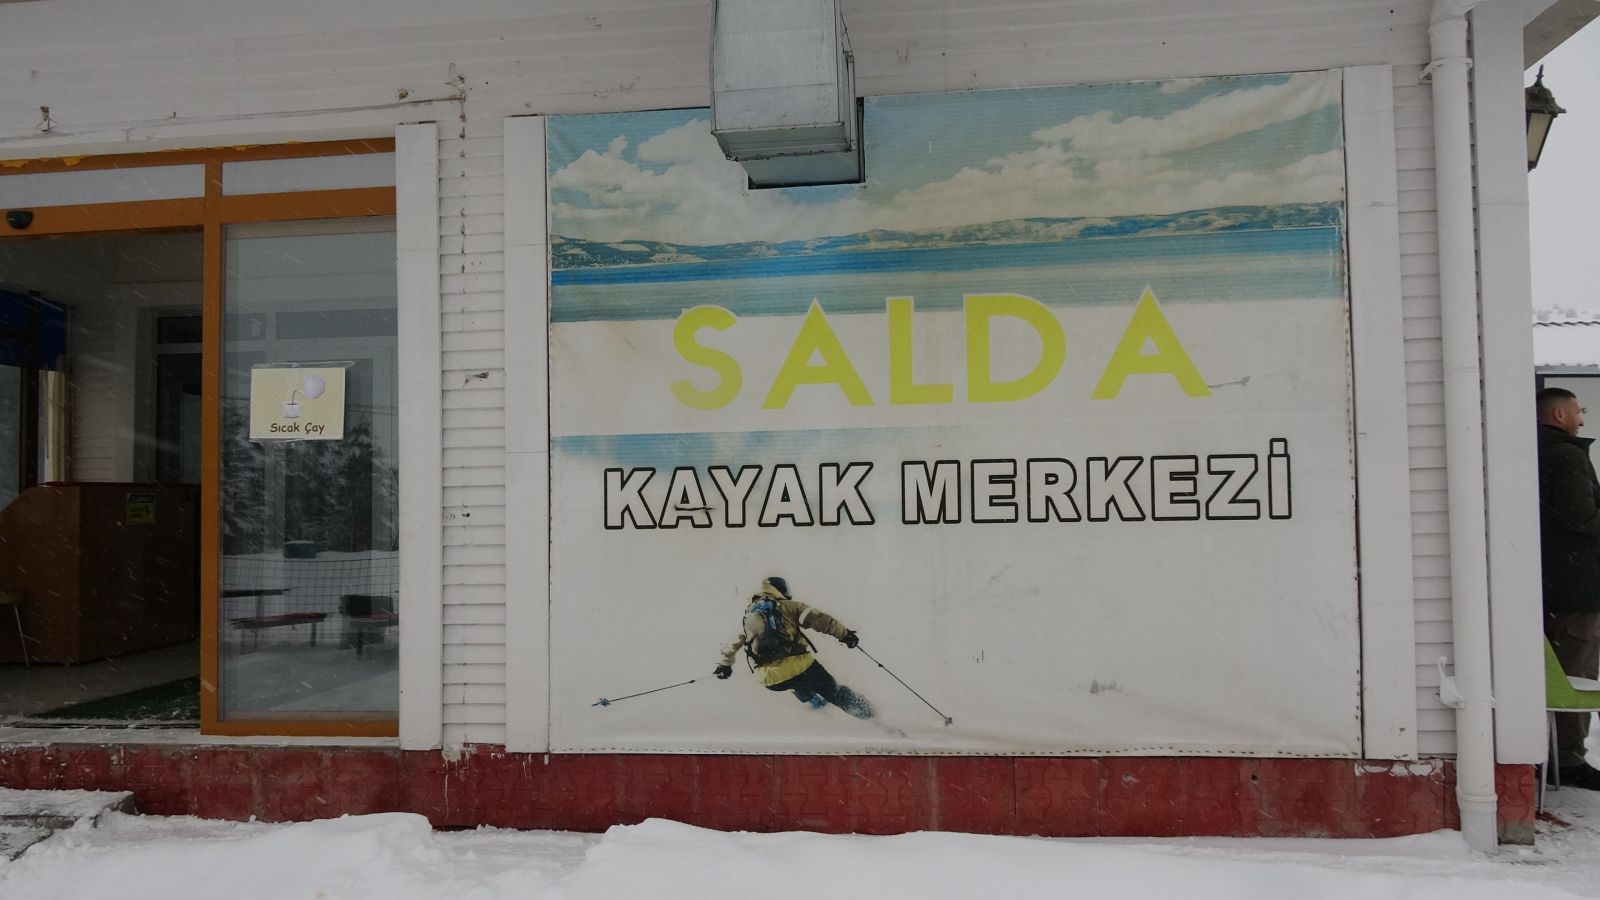 SALDA
KAYAK MERKEZİ
Sıcak Çay